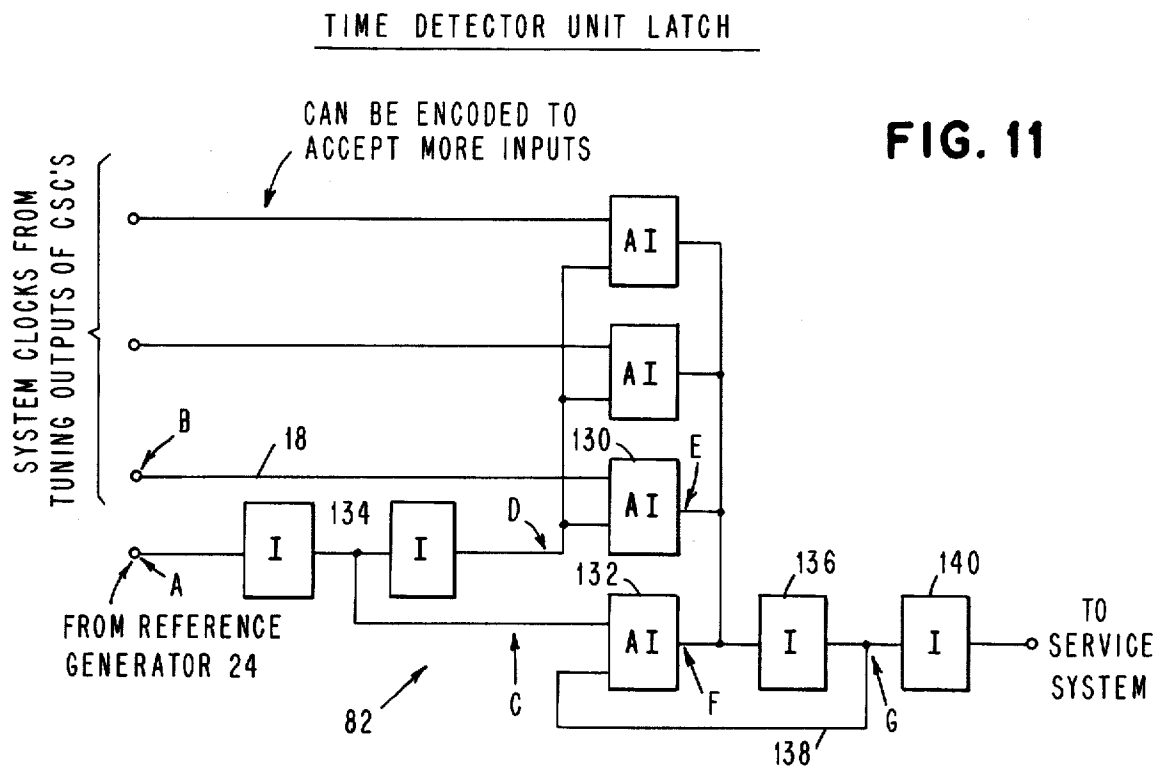 TIME DETECTOR UNIT LATCH
CAN BE ENCODED TO
ACCEPT MORE INPUTS
FIG. 11
SYSTEM CLOCKS FROM
TUNING OUTPUTS OF CSC'S
AI
AI
B
18
130
E
AI
134
D
I
I
A
FROM REFERENCE
GENERATOR 24
132
136
140
AI
I
I
TO
SERVICE
SYSTEM
C
F
G
82
138